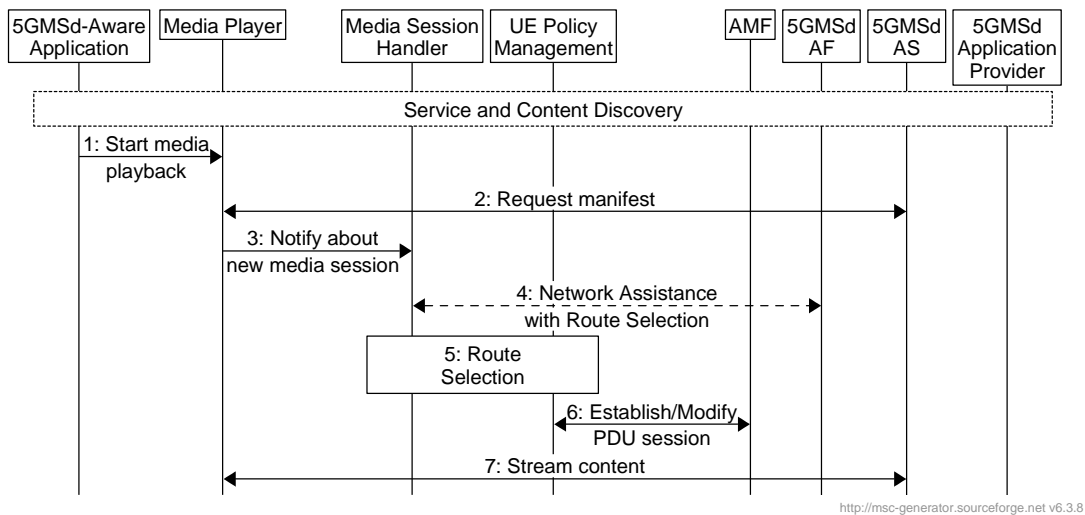 5GMSd-Aware
Application
Media Player
Media Session
Handler
UE Policy
Management
AMF
5GMSd
AF
5GMSd
AS
5GMSd
Application
Provider
Service and Content Discovery
1: Start media
playback
2: Request manifest
3: Notify about
new media session
4: Network Assistance
with Route Selection
5: Route
Selection
6: Establish/Modify
PDU session
7: Stream content
http://msc-generator.sourceforge.net v6.3.8